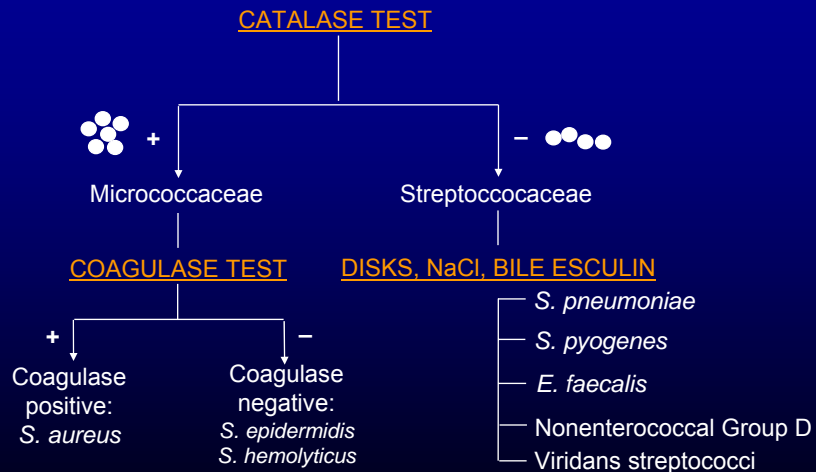 CATALASE TEST
+
–
Micrococcaceae
Streptoccocaceae
COAGULASE TEST
DISKS, NaCl, BILE ESCULIN
+
–
Coagulase
positive:
S. aureus
Coagulase
negative:
S. epidermidis
S. hemolyticus
S. pneumoniae
S. pyogenes
E. faecalis
Nonenterococcal Group D
Viridans streptococci